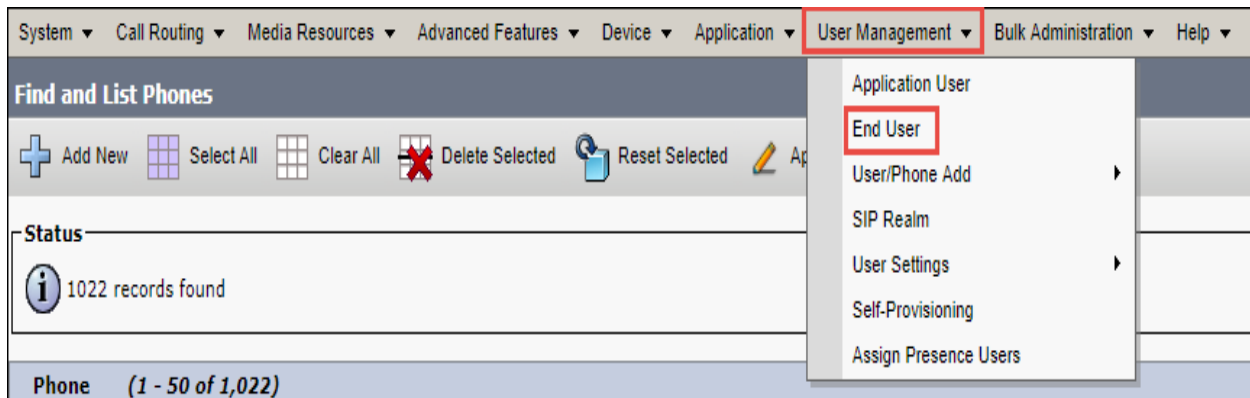 System Call Routing Media Resources Advanced Features Device Application User Management Bulk Administration Help
Find and List Phones
Add New Select All Clear All Delete Selected Reset Selected
Application User
End User
User/Phone Add
SIP Realm
User Settings
Self-Provisioning
Assign Presence Users
Status
i 1022 records found
Phone (1 - 50 of 1,022)